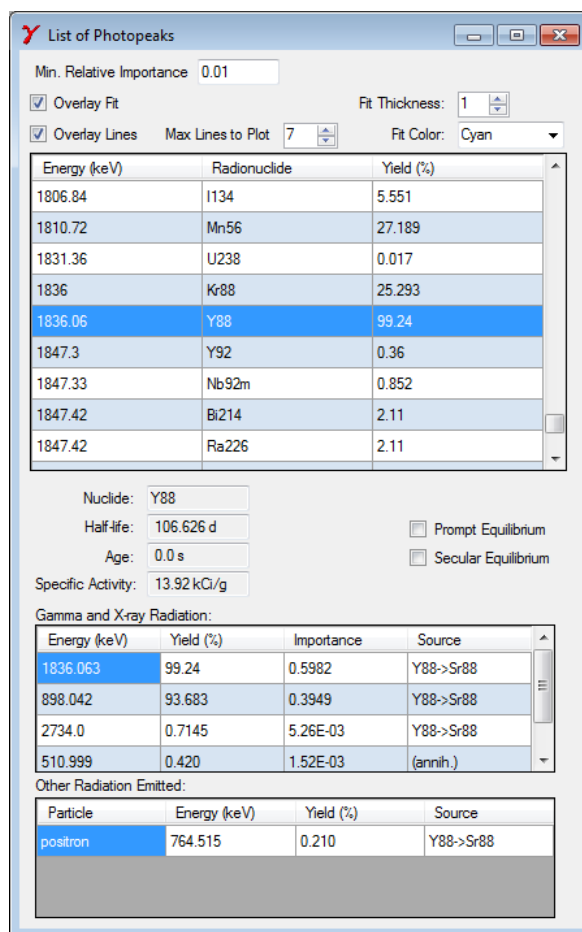 List of Photopeaks
Min. Relative Importance 0.01
Overlay Fit Fit Thickness: 1
Overlay Lines Max Lines to Plot 7 Fit Color: Cyan
Energy (keV) Radionuclide Yield (%)
1806.84 I134 5.551
1810.72 Mn56 27.189
1831.36 U238 0.017
1836 Kr88 25.293
1836.06 Y88 99.24
1847.3 Y92 0.36
1847.33 Nb92m 0.852
1847.42 Bi214 2.11
1847.42 Ra226 2.11
Nuclide: Y88
Half-life: 106.626 d Prompt Equilibrium
Age: 0.0 s Secular Equilibrium
Specific Activity: 13.92 kCi/g
Gamma and X-ray Radiation:
Energy (keV) Yield (%) Importance Source
1836.063 99.24 0.5982 Y88->Sr88
898.042 93.683 0.3949 Y88->Sr88
2734.0 0.7145 5.26E-03 Y88->Sr88
510.999 0.420 1.52E-03 (annih.)
Other Radiation Emitted:
Particle Energy (keV) Yield (%) Source
positron 764.515 0.210 Y88->Sr88